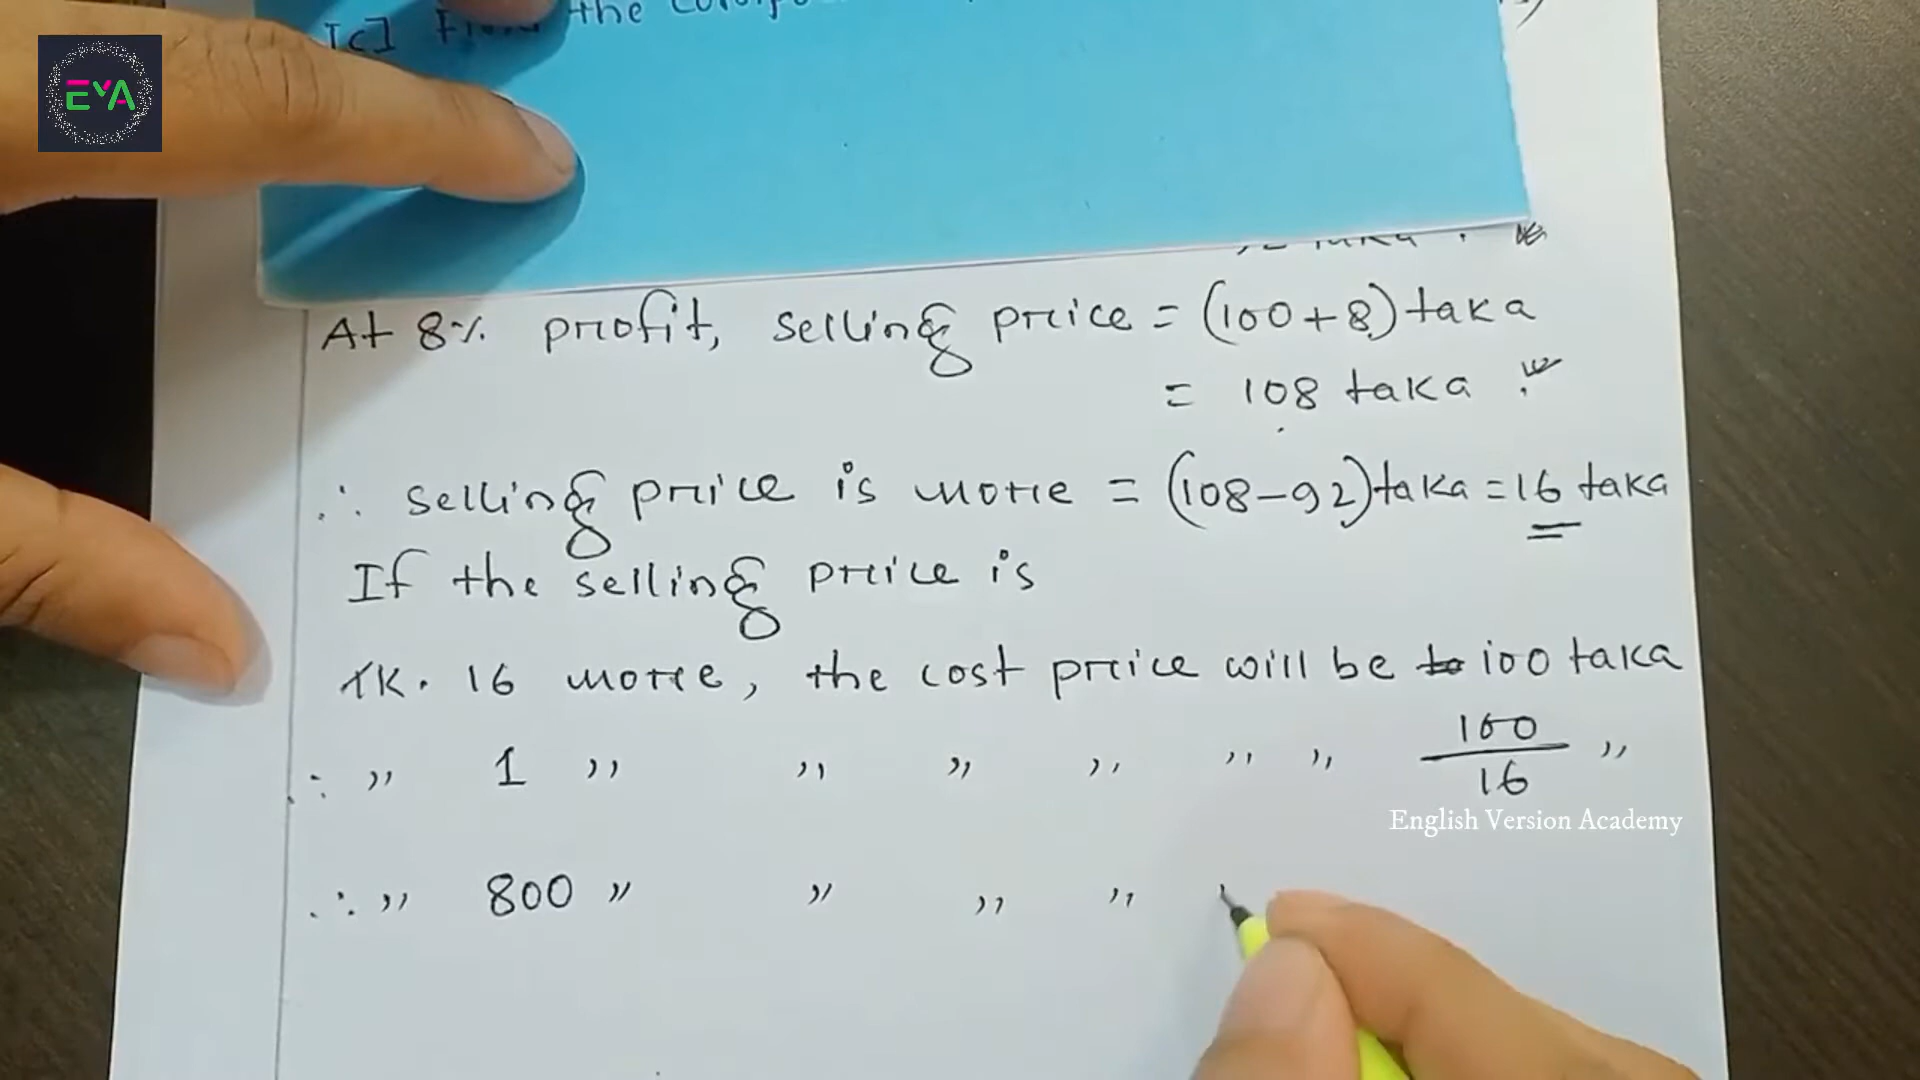 [c] Find the
EYA
At 8% profit, selling price = (100+8) taka
= 108 taka.
∴ selling price is more = (108-92) taka = 16 taka
If the selling price is
TK. 16 more, the cost price will be 100 taka
∴ ,, 1 ,, ,, ,, ,, ,, ,, 100/16 ,,
English Version Academy
∴ ,, 800 ,, ,, ,, ,,